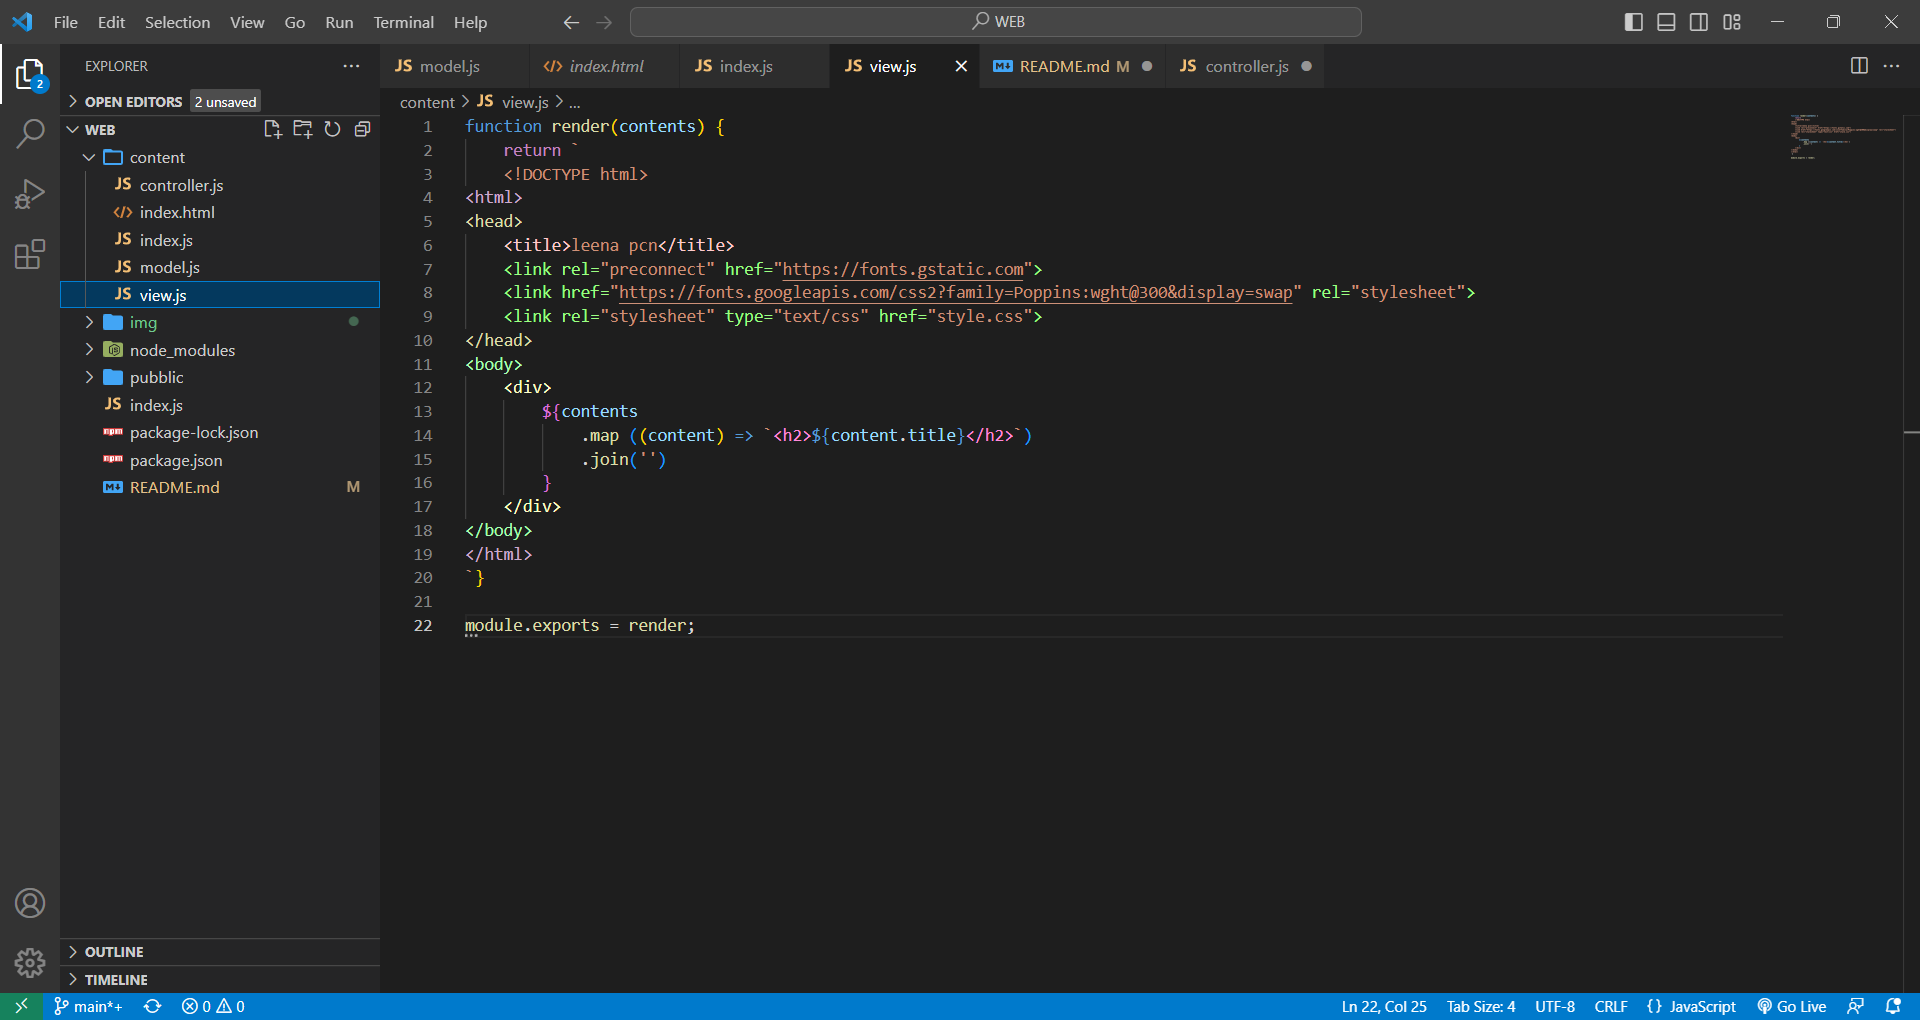 File Edit Selection View Go Run Terminal Help
WEB
EXPLORER
OPEN EDITORS 2 unsaved
WEB
content
JS controller.js
index.html
JS index.js
JS model.js
JS view.js
img
node_modules
pubblic
JS index.js
npm package-lock.json
npm package.json
README.md M
OUTLINE
TIMELINE
2
JS model.js
<> index.html
JS index.js
JS view.js
README.md M
JS controller.js
content > JS view.js > ...
1 function render(contents) {
2     return `
3     <!DOCTYPE html>
4 <html>
5 <head>
6     <title>leena pcn</title>
7     <link rel="preconnect" href="https://fonts.gstatic.com">
8     <link href="https://fonts.googleapis.com/css2?family=Poppins:wght@300&display=swap" rel="stylesheet">
9     <link rel="stylesheet" type="text/css" href="style.css">
10 </head>
11 <body>
12     <div>
13         ${contents
14             .map ((content) => `<h2>${content.title}</h2>`)
15             .join('')
16         }
17     </div>
18 </body>
19 </html>
20 `}
21
22 module.exports = render;
main*+ 0 0
Ln 22, Col 25 Tab Size: 4 UTF-8 CRLF {} JavaScript Go Live